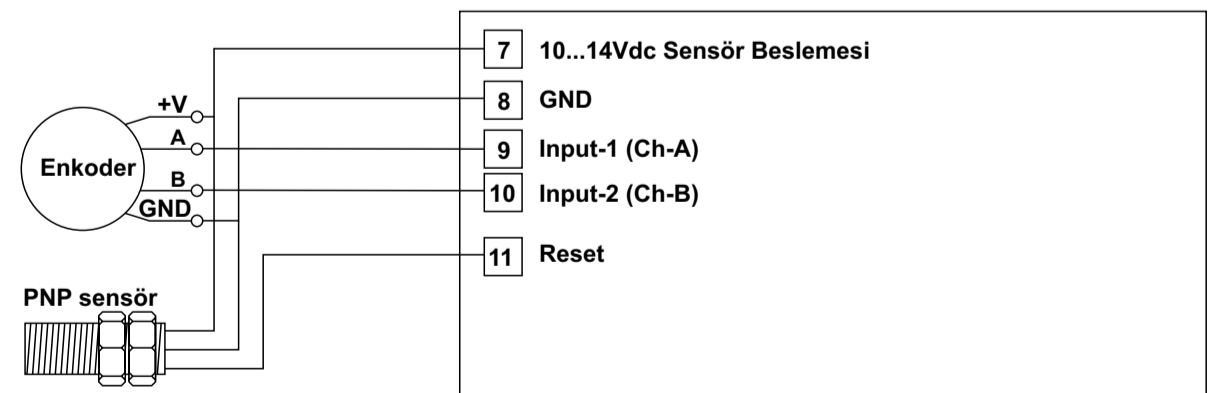 7 10...14Vdc Sensör Beslemesi
+V
8 GND
A
9 Input-1 (Ch-A)
Enkoder
B
10 Input-2 (Ch-B)
GND
11 Reset
PNP sensör